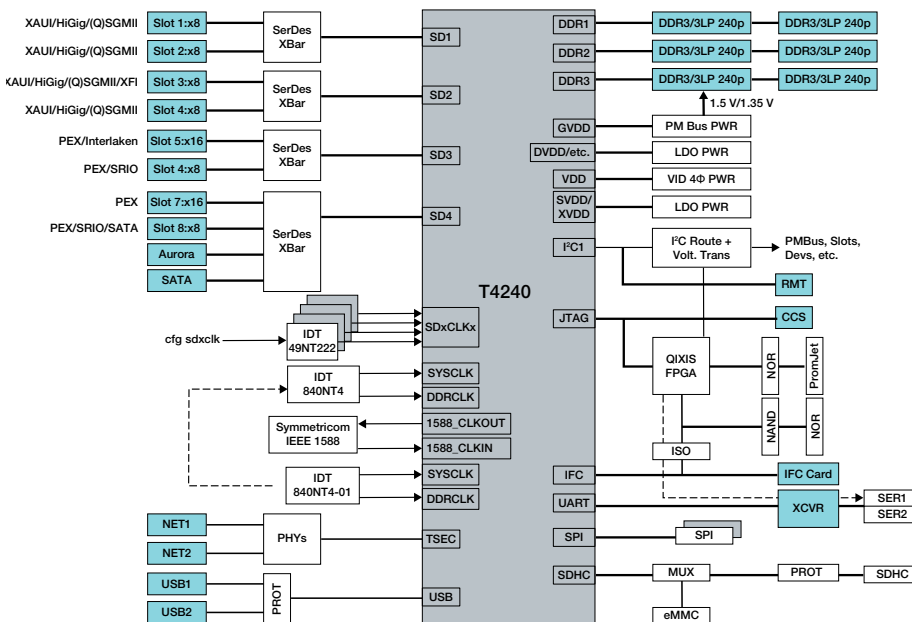 XAUI/HiGig/(Q)SGMII
Slot 1:x8
XAUI/HiGig/(Q)SGMII
Slot 2:x8
SerDes
XBar
SD1
XAUI/HiGig/(Q)SGMII/XFI
Slot 3:x8
XAUI/HiGig/(Q)SGMII
Slot 4:x8
SerDes
XBar
SD2
PEX/Interlaken
Slot 5:x16
PEX/SRIO
Slot 4:x8
SerDes
XBar
SD3
PEX
Slot 7:x16
PEX/SRIO/SATA
Slot 8:x8
Aurora
SATA
SerDes
XBar
SD4
cfg sdxclk
IDT
49NT222
SDxCLKx
IDT
840NT4
SYSCLK
DDRCLK
Symmetricom
IEEE 1588
1588_CLKOUT
1588_CLKIN
IDT
840NT4-01
SYSCLK
DDRCLK
NET1
NET2
PHYs
TSEC
USB1
USB2
PROT
USB
T4240
DDR1
DDR3/3LP 240p
DDR3/3LP 240p
DDR2
DDR3/3LP 240p
DDR3/3LP 240p
DDR3
DDR3/3LP 240p
DDR3/3LP 240p
1.5 V/1.35 V
GVDD
PM Bus PWR
DVDD/etc.
LDO PWR
VDD
VID 4Φ PWR
SVDD/
XVDD
LDO PWR
I²C1
I²C Route +
Volt. Trans
PMBus, Slots,
Devs, etc.
RMT
JTAG
CCS
QIXIS
FPGA
NOR
PromJet
NAND
NOR
ISO
IFC
IFC Card
UART
XCVR
SER1
SER2
SPI
SPI
SDHC
MUX
PROT
SDHC
eMMC